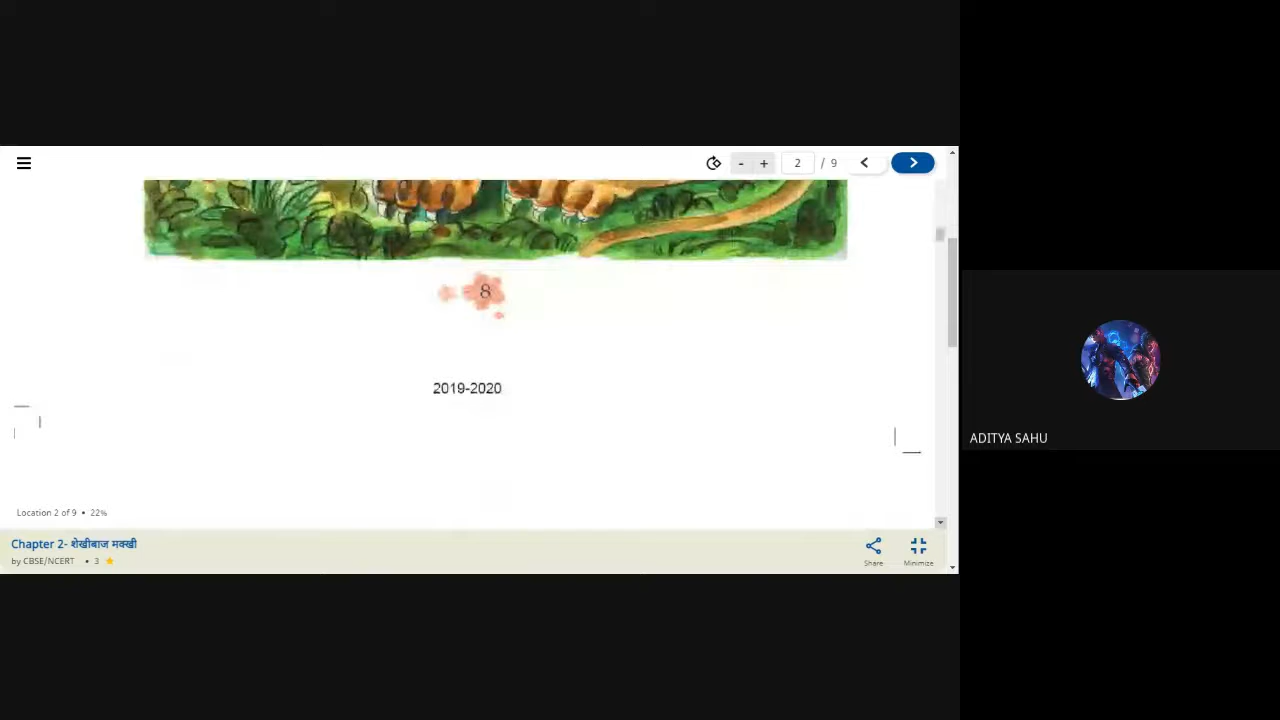 2 / 9
8
2019-2020
ADITYA SAHU
Location 2 of 9 • 22%
Chapter 2- शेखीबाज मक्खी
by CBSE/NCERT • 3
Share
Minimize